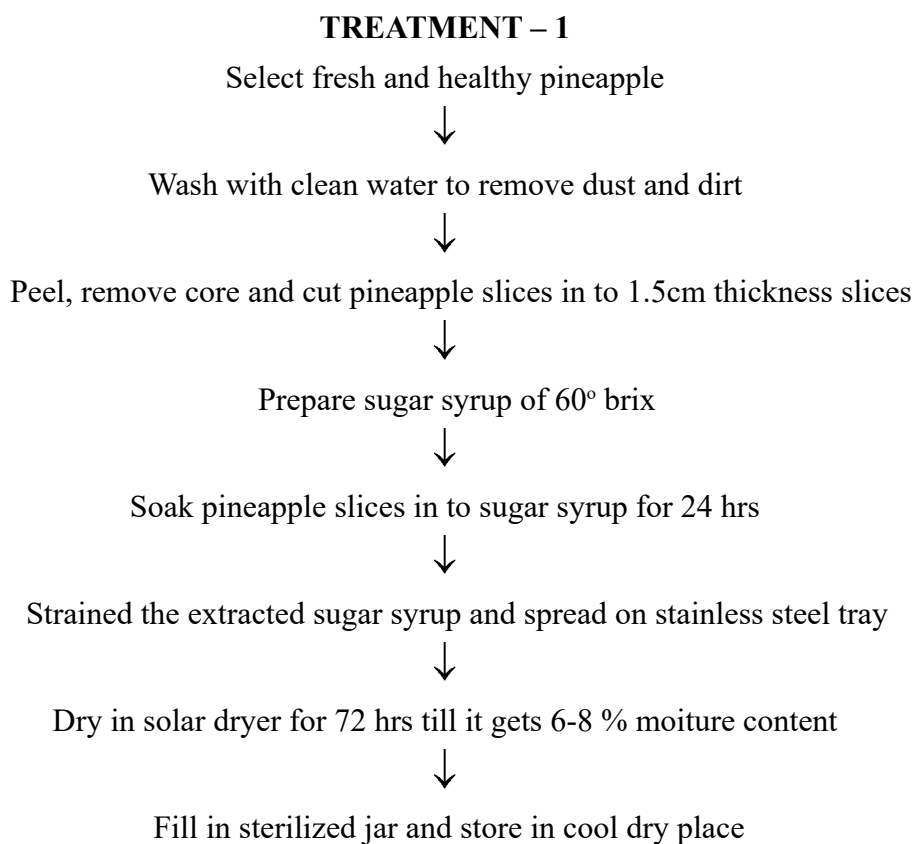 TREATMENT – 1
Select fresh and healthy pineapple
↓
Wash with clean water to remove dust and dirt
↓
Peel, remove core and cut pineapple slices in to 1.5cm thickness slices
↓
Prepare sugar syrup of 60° brix
↓
Soak pineapple slices in to sugar syrup for 24 hrs
↓
Strained the extracted sugar syrup and spread on stainless steel tray
↓
Dry in solar dryer for 72 hrs till it gets 6-8 % moiture content
↓
Fill in sterilized jar and store in cool dry place